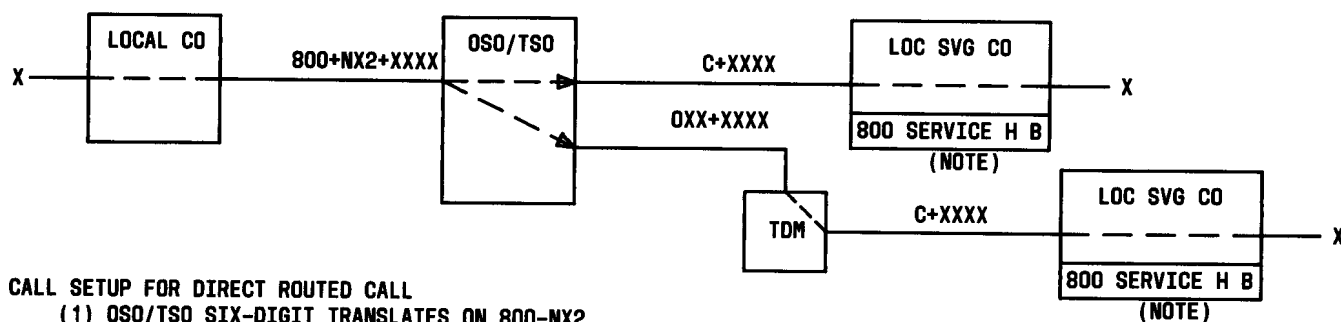 LOCAL CO
OSO/TSO
LOC SVG CO
X
800+NX2+XXXX
C+XXXX
X
0XX+XXXX
800 SERVICE H B
(NOTE)
LOC SVG CO
TDM
C+XXXX
X
800 SERVICE H B
(NOTE)
CALL SETUP FOR DIRECT ROUTED CALL
(1) OSO/TSO SIX-DIGIT TRANSLATES ON 800-NX2